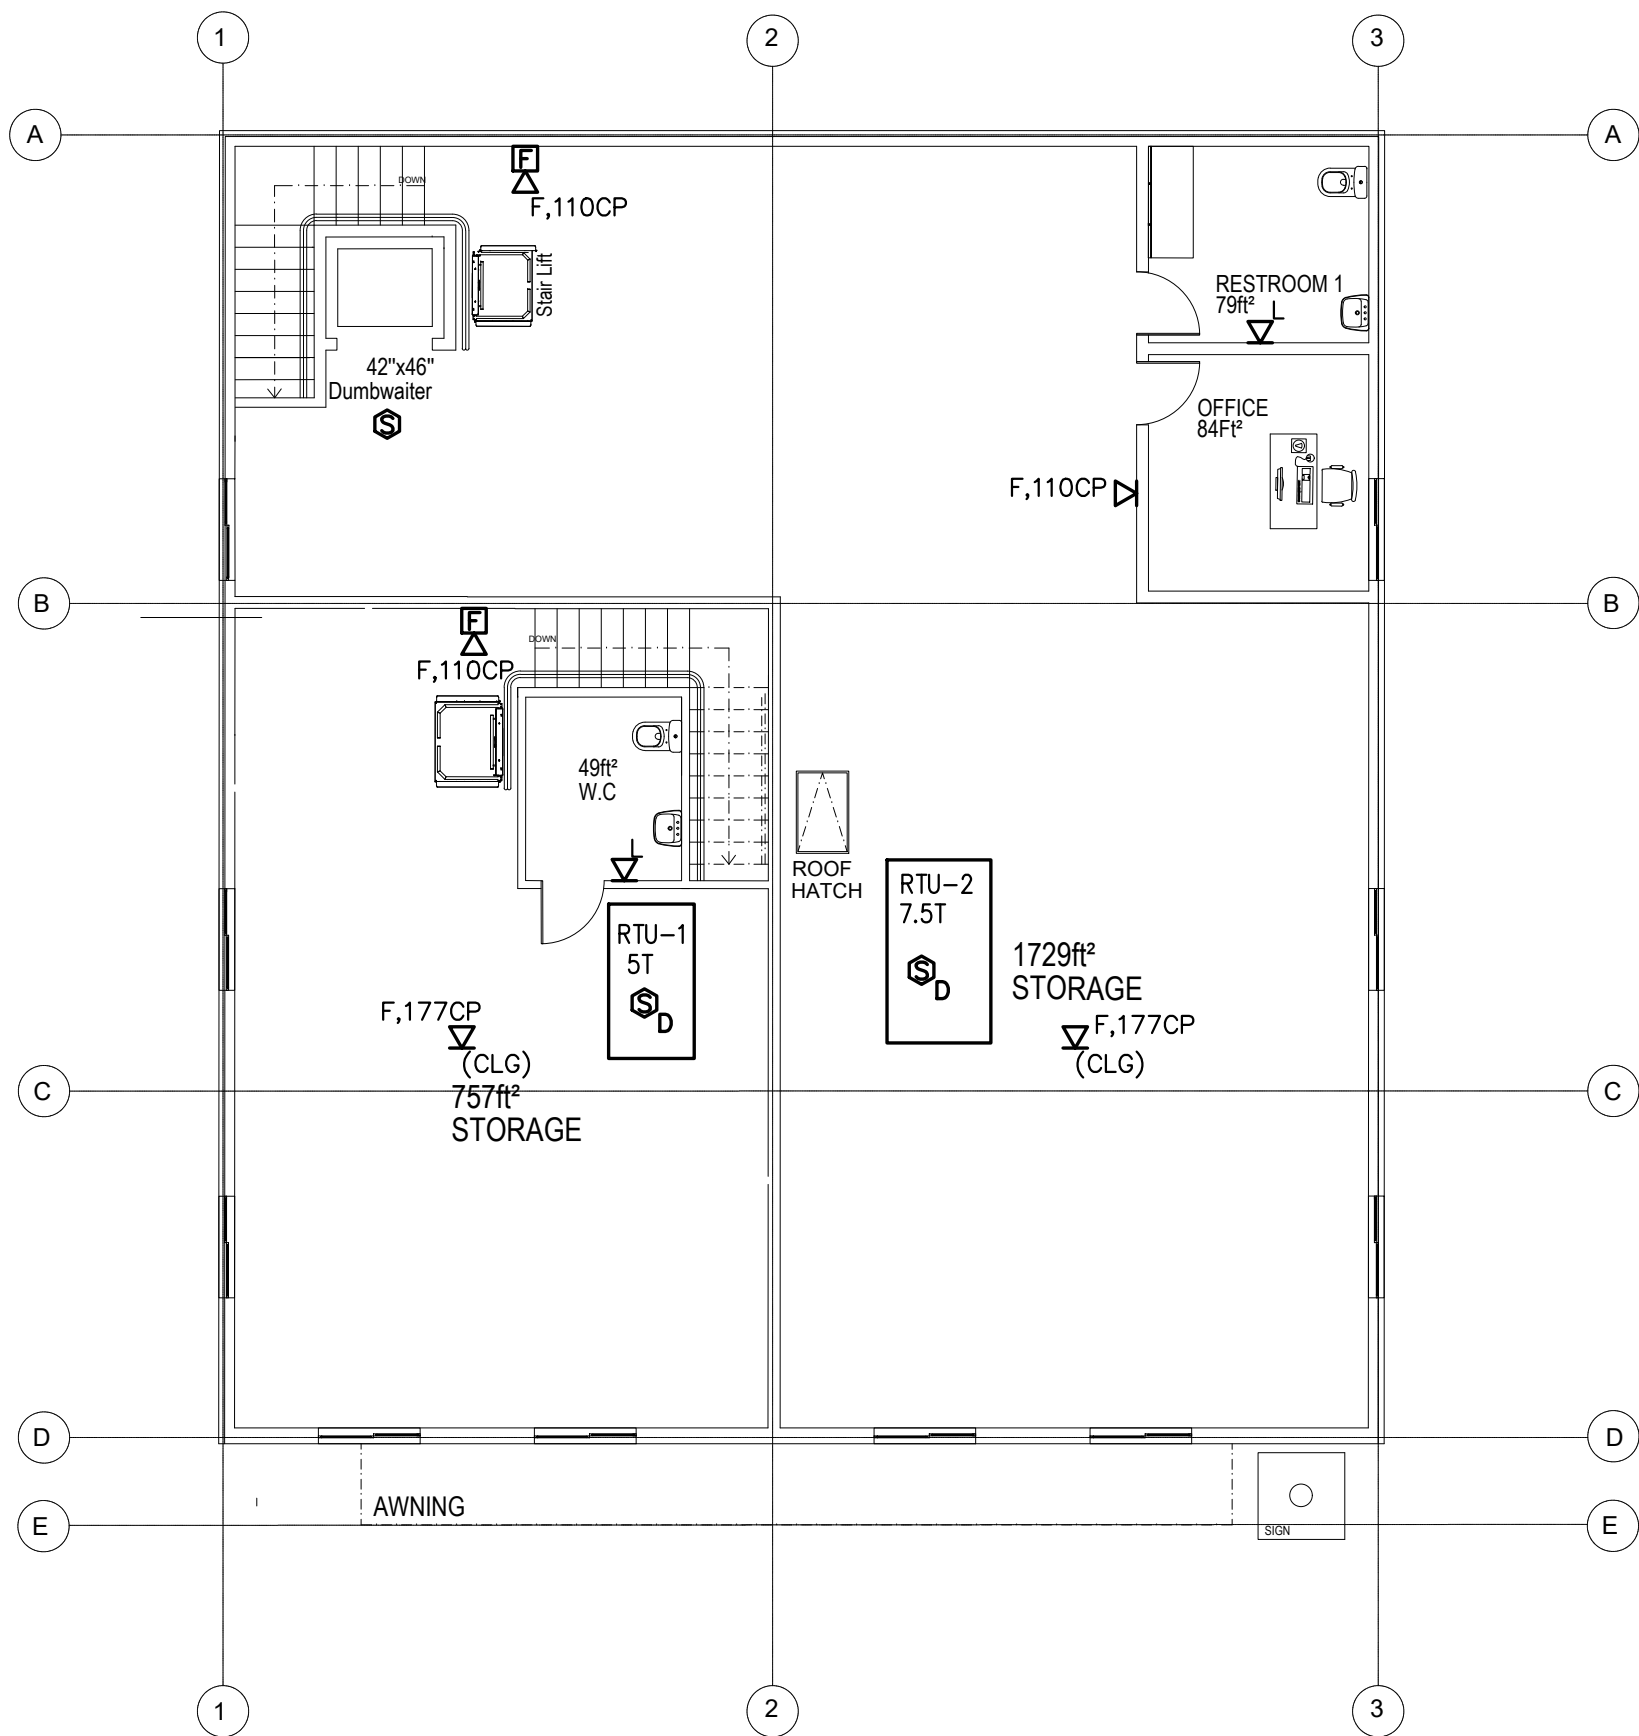 1
2
3
A
A
DOWN
F
F,110CP
Stair Lift
RESTROOM 1
79ft²
L
42"x46"
Dumbwaiter
S
OFFICE
84Ft²
F,110CP
B
B
F
DOWN
F,110CP
49ft²
W.C
L
ROOF
HATCH
RTU-2
7.5T
S
D
RTU-1
5T
S
D
1729ft²
STORAGE
F,177CP
(CLG)
F,177CP
(CLG)
757ft²
STORAGE
C
C
D
D
AWNING
SIGN
E
E
1
2
3